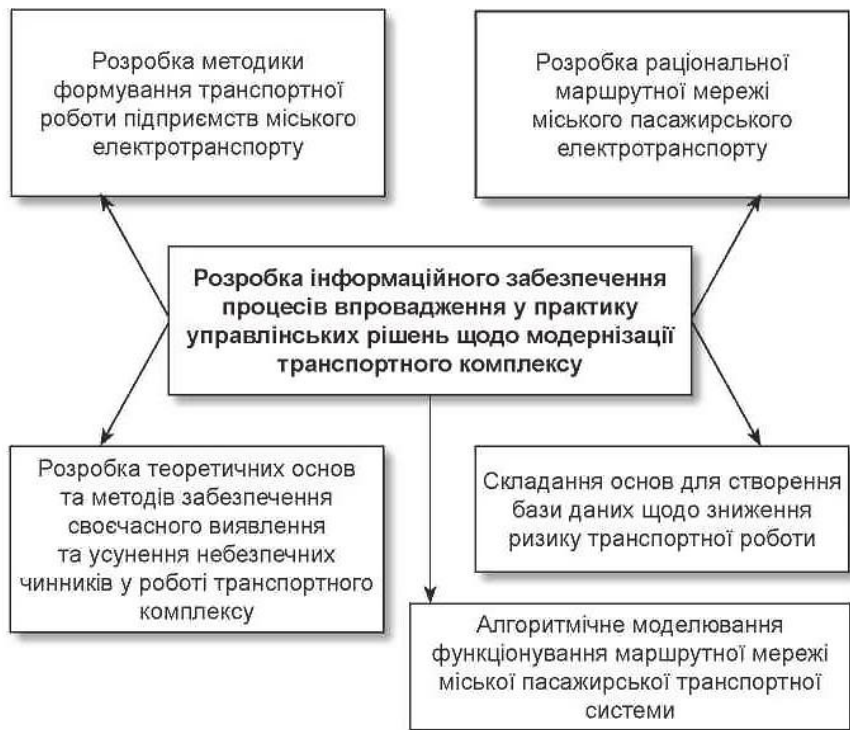 Розробка методики
формування транспортної
роботи підприємств міського
електротранспорту
Розробка раціональної
маршрутної мережі
міського пасажирського
електротранспорту
Розробка інформаційного забезпечення
процесів впровадження у практику
управлінських рішень щодо модернізації
транспортного комплексу
Розробка теоретичних основ
та методів забезпечення
своєчасного виявлення
та усунення небезпечних
чинників у роботі транспортного
комплексу
Складання основ для створення
бази даних щодо зниження
ризику транспортної роботи
Алгоритмічне моделювання
функціонування маршрутної мережі
міської пасажирської транспортної
системи